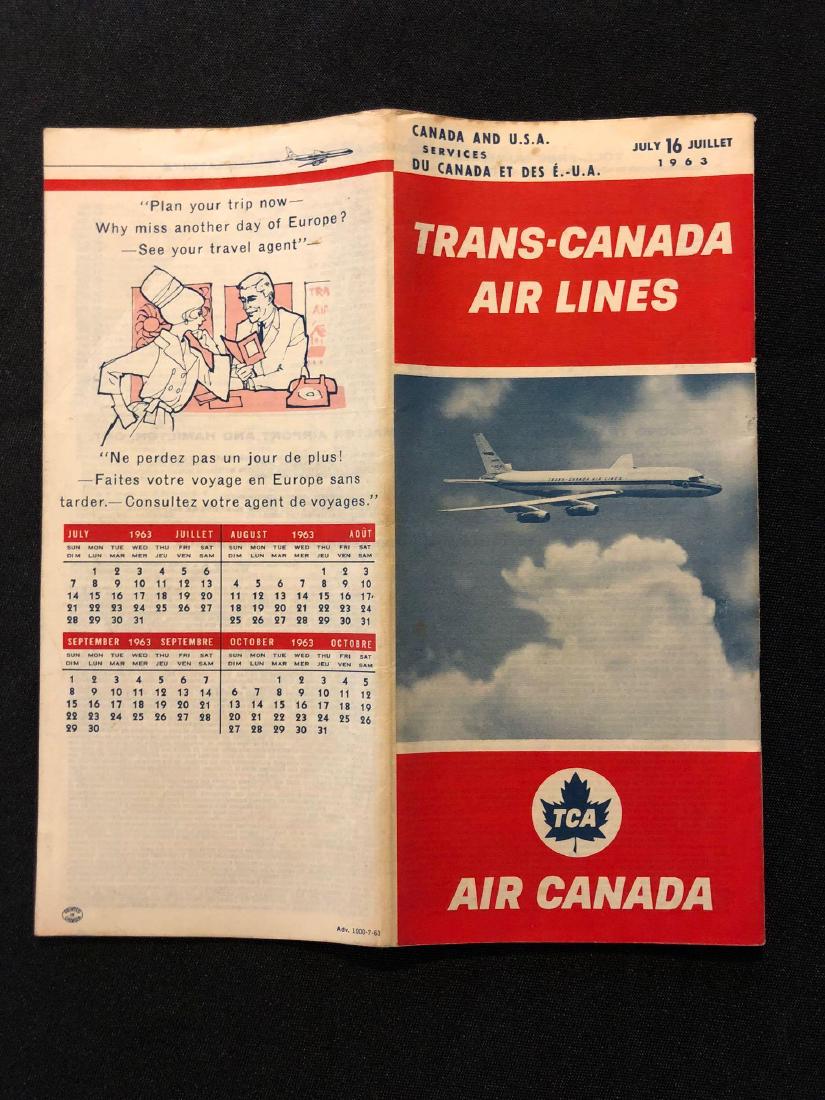 "Plan your trip now—
Why miss another day of Europe?
—See your travel agent"—
TRA
AIR
"Ne perdez pas un jour de plus!
—Faites votre voyage en Europe sans
tarder.—Consultez votre agent de voyages."
JULY 1963 JUILLET
SUN MON TUE WED THU FRI SAT
DIM LUN MAR MER JEU VEN SAM
1 2 3 4 5 6
7 8 9 10 11 12 13
14 15 16 17 18 19 20
21 22 23 24 25 26 27
28 29 30 31
AUGUST 1963 AOÛT
SUN MON TUE WED THU FRI SAT
DIM LUN MAR MER JEU VEN SAM
1 2 3
4 5 6 7 8 9 10
11 12 13 14 15 16 17
18 19 20 21 22 23 24
25 26 27 28 29 30 31
SEPTEMBER 1963 SEPTEMBRE
SUN MON TUE WED THU FRI SAT
DIM LUN MAR MER JEU VEN SAM
1 2 3 4 5 6 7
8 9 10 11 12 13 14
15 16 17 18 19 20 21
22 23 24 25 26 27 28
29 30
OCTOBER 1963 OCTOBRE
SUN MON TUE WED THU FRI SAT
DIM LUN MAR MER JEU VEN SAM
1 2 3 4 5
6 7 8 9 10 11 12
13 14 15 16 17 18 19
20 21 22 23 24 25 26
27 28 29 30 31
PRINTED IN CANADA
Adv. 1000-7-63
CANADA AND U.S.A.
SERVICES
DU CANADA ET DES É.-U.A.
JULY 16 JUILLET
1963
TRANS-CANADA
AIR LINES
TRANS-CANADA AIR LINES
TCA
AIR CANADA